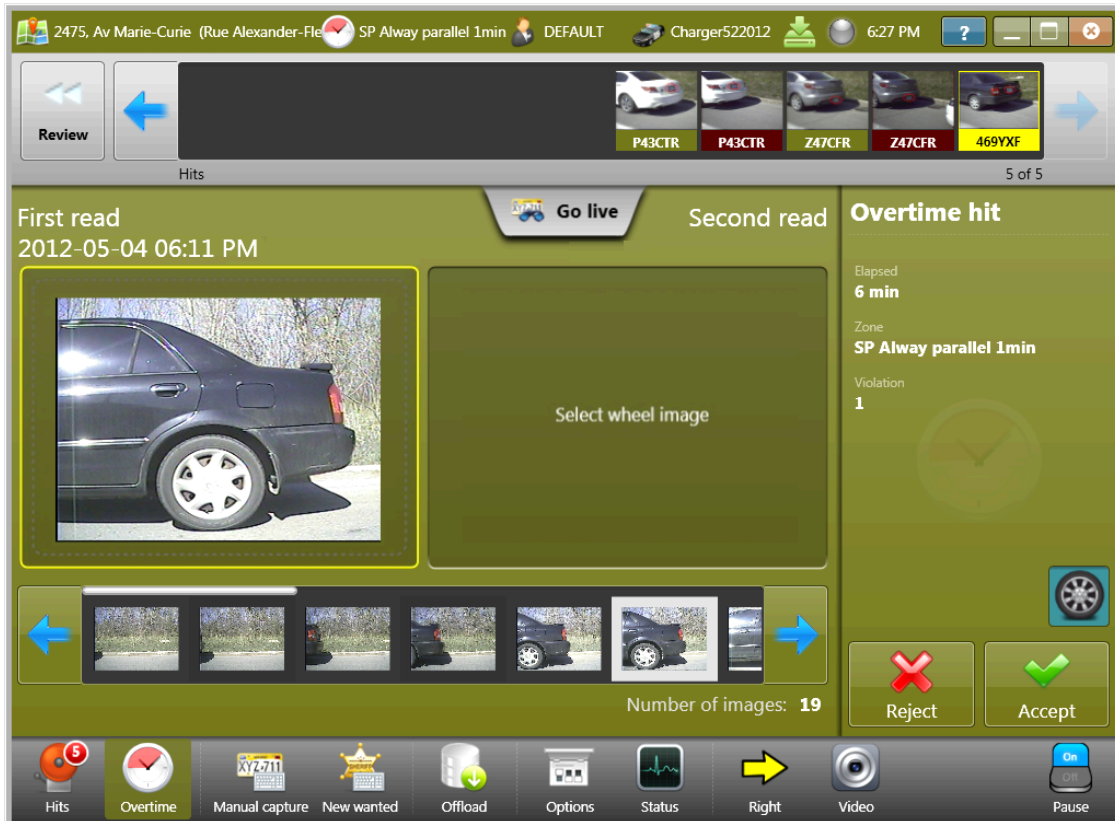 2475, Av Marie-Curie (Rue Alexander-Fle
SP Alway parallel 1min
DEFAULT
Charger522012
6:27 PM
?
Review
P43CTR
P43CTR
Z47CFR
Z47CFR
469YXF
Hits
5 of 5
First read
2012-05-04 06:11 PM
XYZ-711
Go live
Second read
Overtime hit
Elapsed
6 min
Zone
SP Alway parallel 1min
Violation
1
Select wheel image
Number of images: 19
Reject
Accept
5
Hits
Overtime
XYZ-711
Manual capture
SHERIFF
New wanted
Offload
Options
Status
Right
Video
On
Off
Pause